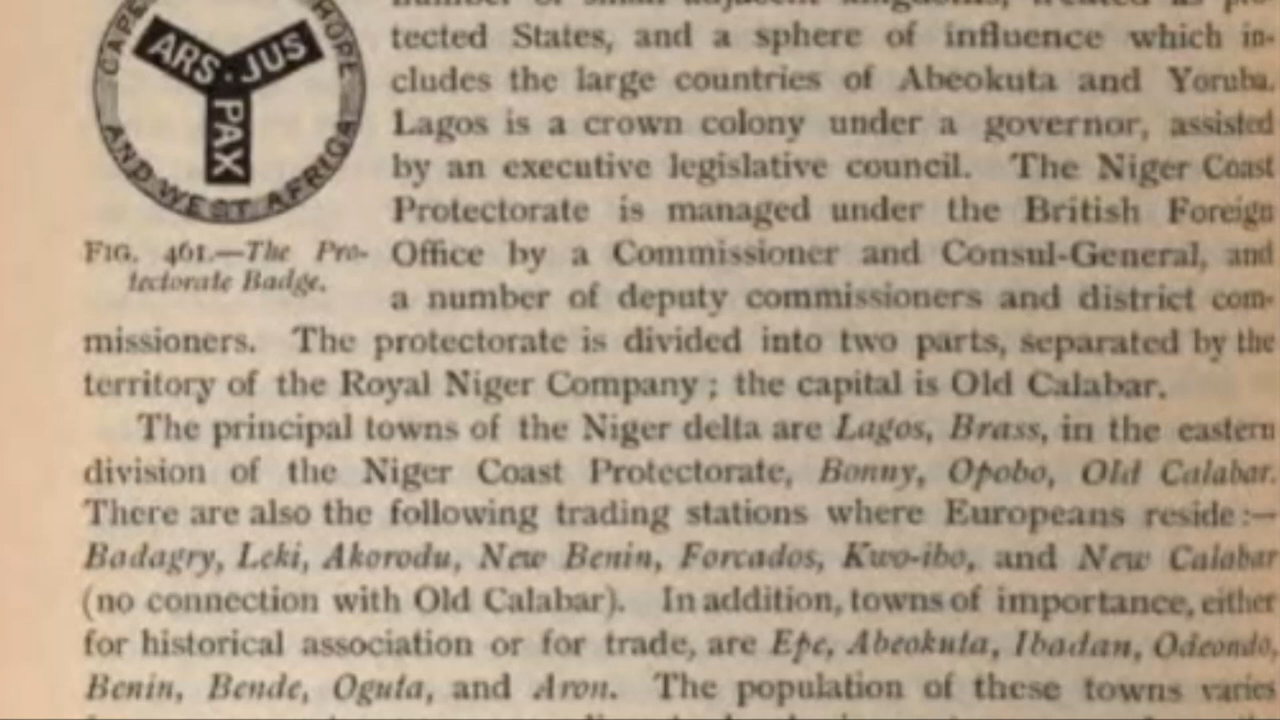 CAPE
HOPE
ARS · JUS
PAX
AND WEST AFRICA
FIG. 461.—The Pro-
tectorate Badge.
number of small adjacent kingdoms, treated as pro-
tected States, and a sphere of influence which in-
cludes the large countries of Abeokuta and Yoruba.
Lagos is a crown colony under a governor, assisted
by an executive legislative council. The Niger Coast
Protectorate is managed under the British Foreign
Office by a Commissioner and Consul-General, and
a number of deputy commissioners and district com-
missioners. The protectorate is divided into two parts, separated by the
territory of the Royal Niger Company; the capital is Old Calabar.
The principal towns of the Niger delta are Lagos, Brass, in the eastern
division of the Niger Coast Protectorate, Bonny, Opobo, Old Calabar.
There are also the following trading stations where Europeans reside:—
Badagry, Leki, Akorodu, New Benin, Forcados, Kwo-ibo, and New Calabar
(no connection with Old Calabar). In addition, towns of importance, either
for historical association or for trade, are Epe, Abeokuta, Ibadan, Odeondo,
Benin, Bende, Oguta, and Aron. The population of these towns varies